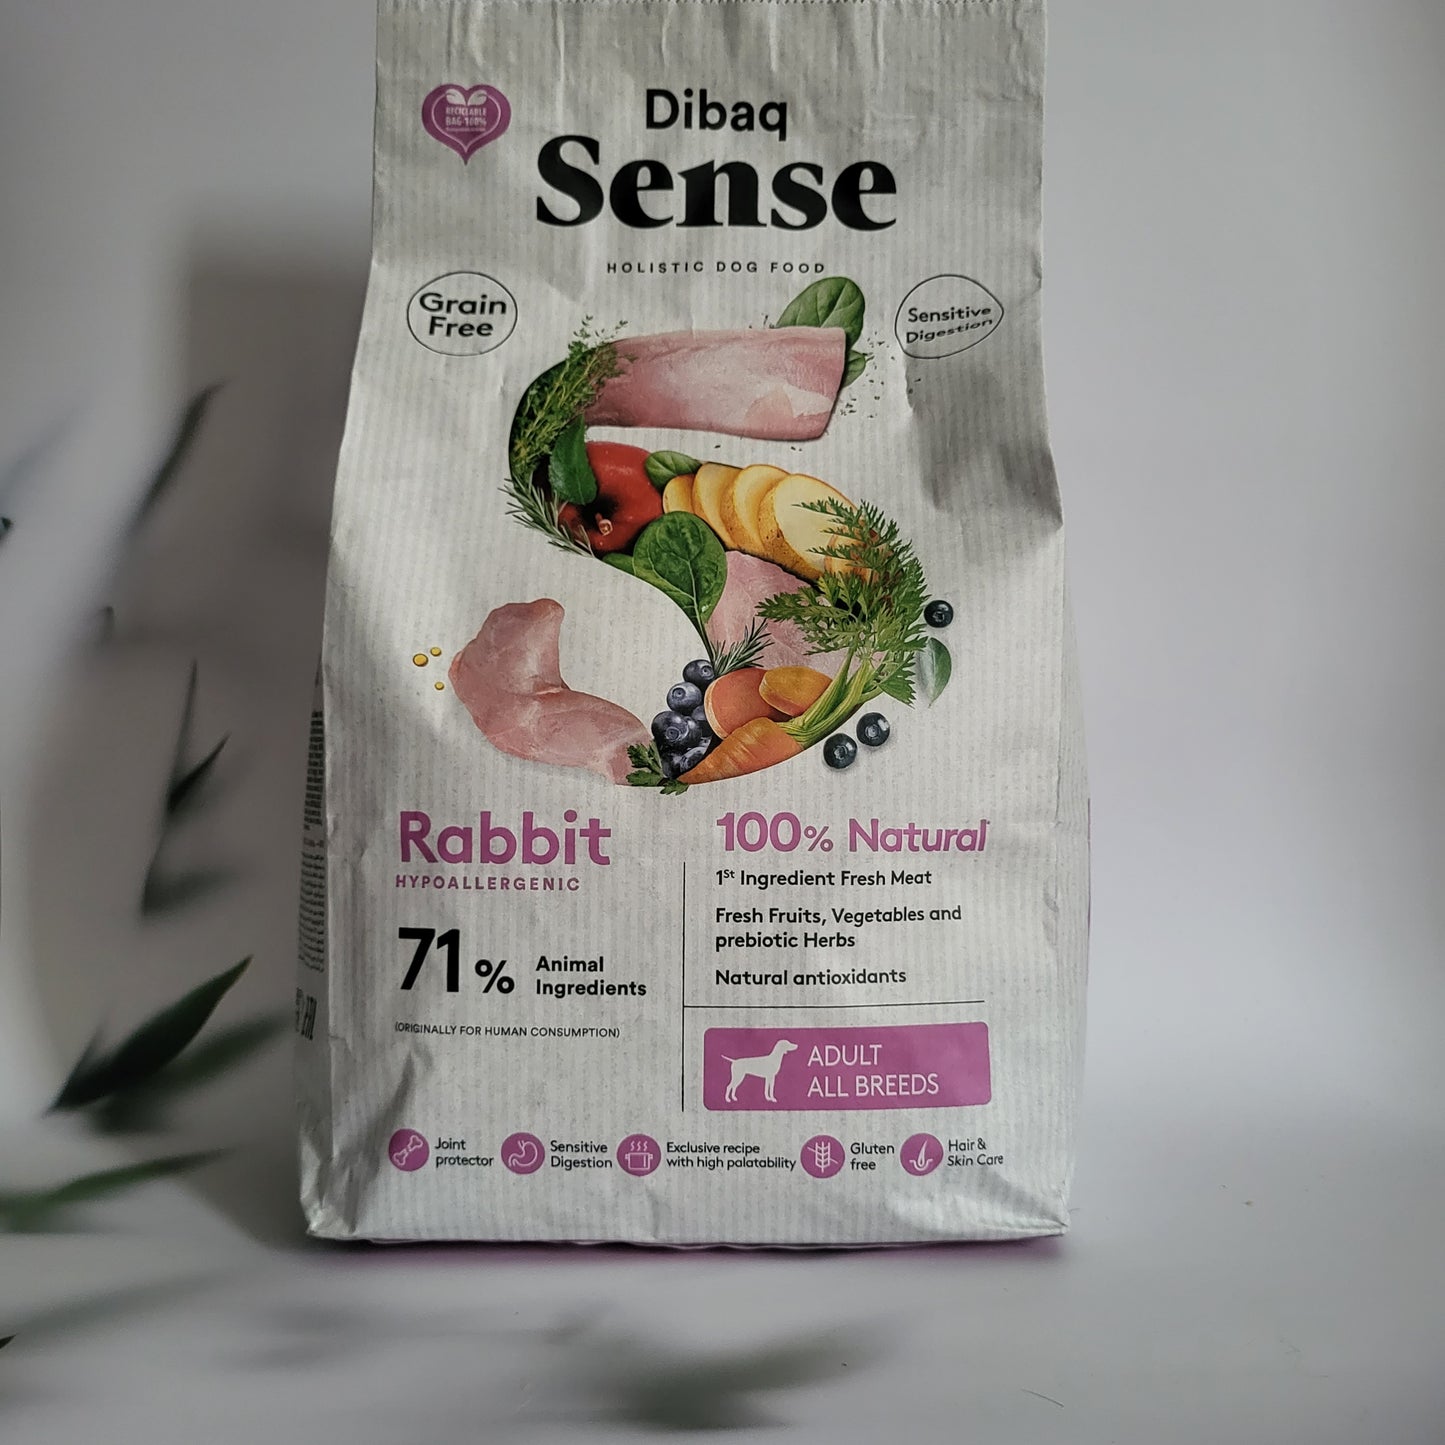 RECYCLABLE
BAG 100%
Dibaq
Sense
HOLISTIC DOG FOOD
Grain
Free
Sensitive
Digestion
Rabbit
HYPOALLERGENIC
71% Animal
Ingredients
(ORIGINALLY FOR HUMAN CONSUMPTION)
100% Natural*
1St Ingredient Fresh Meat
Fresh Fruits, Vegetables and
prebiotic Herbs
Natural antioxidants
ADULT
ALL BREEDS
Joint
protector
Sensitive
Digestion
Exclusive recipe
with high palatability
Gluten
free
Hair &
Skin Care